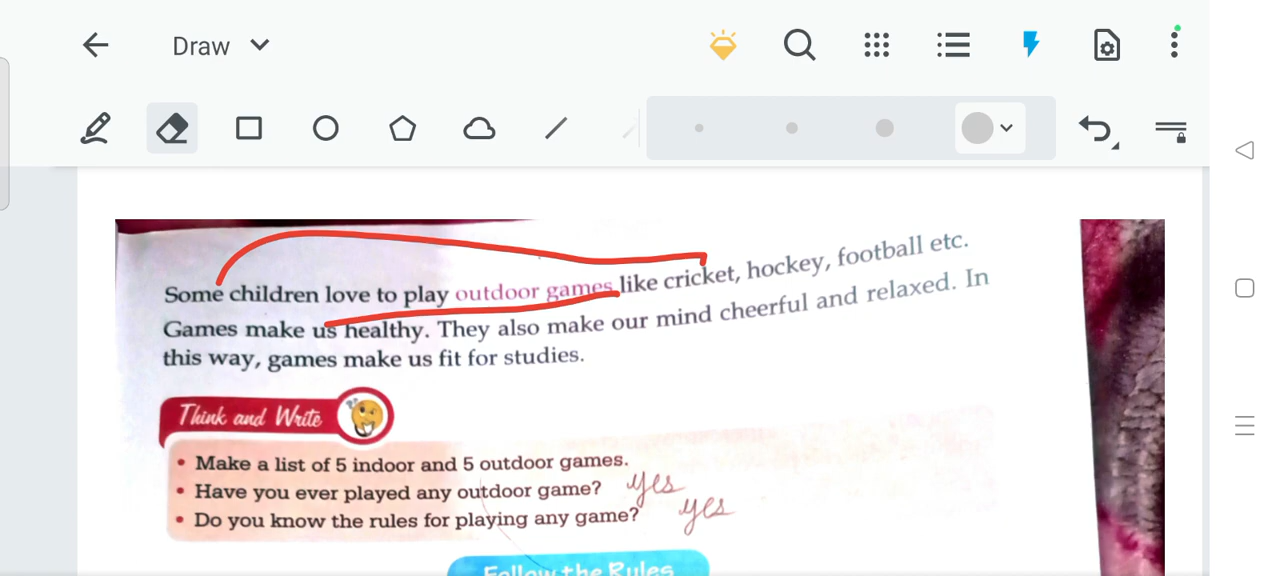 Draw
Some children love to play outdoor games like cricket, hockey, football etc.
Games make us healthy. They also make our mind cheerful and relaxed. In
this way, games make us fit for studies.
Think and Write
• Make a list of 5 indoor and 5 outdoor games.
• Have you ever played any outdoor game? yes
• Do you know the rules for playing any game? yes
Follow the Rules